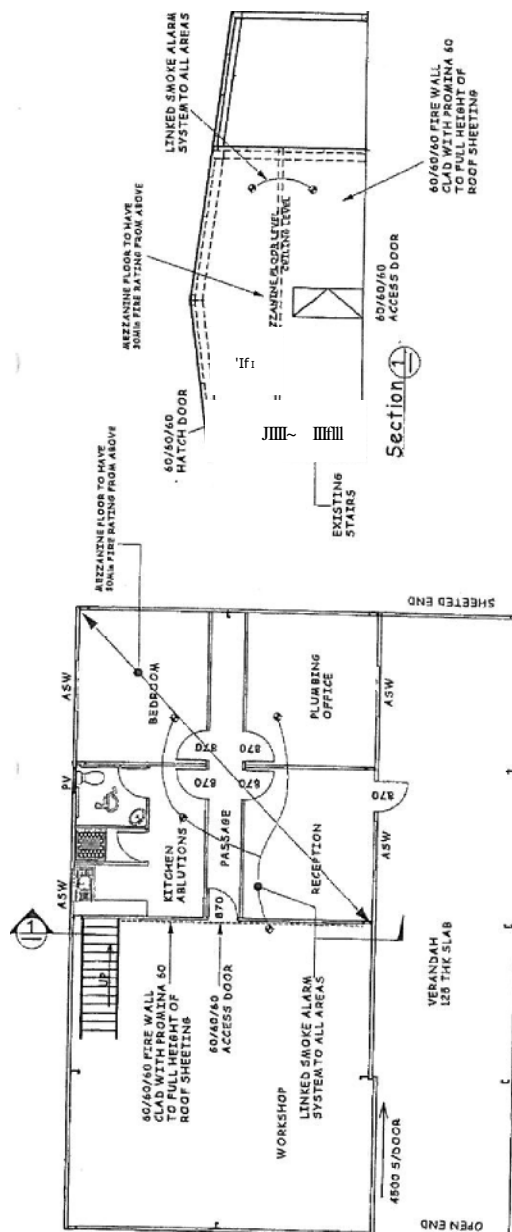 MEZZANINE FLOOR TO HAVE
30Min FIRE RATING FROM ABOVE
ASW
PV
ASW
UP
BEDROOM
KITCHEN
ABLUTIONS
870
870
870
870
870
PASSAGE
PLUMBING
OFFICE
RECEPTION
870
ASW
ASW
SHEETED END
60/60/60 FIRE WALL
CLAD WITH PROMINA 60
TO FULL HEIGHT OF
ROOF SHEETING
60/60/60
ACCESS DOOR
WORKSHOP
LINKED SMOKE ALARM
SYSTEM TO ALL AREAS
4500 S/DOOR
VERANDAH
125 THK SLAB
OPEN END
1
60/60/60
HATCH DOOR
MEZZANINE FLOOR TO HAVE
30Min FIRE RATING FROM ABOVE
LINKED SMOKE ALARM
SYSTEM TO ALL AREAS
ZZANINE FLOOR LEVEL
CEILING LEVEL
EXISTING
STAIRS
60/60/60
ACCESS DOOR
60/60/60 FIRE WALL
CLAD WITH PROMINA 60
TO FULL HEIGHT OF
ROOF SHEETING
Section 1